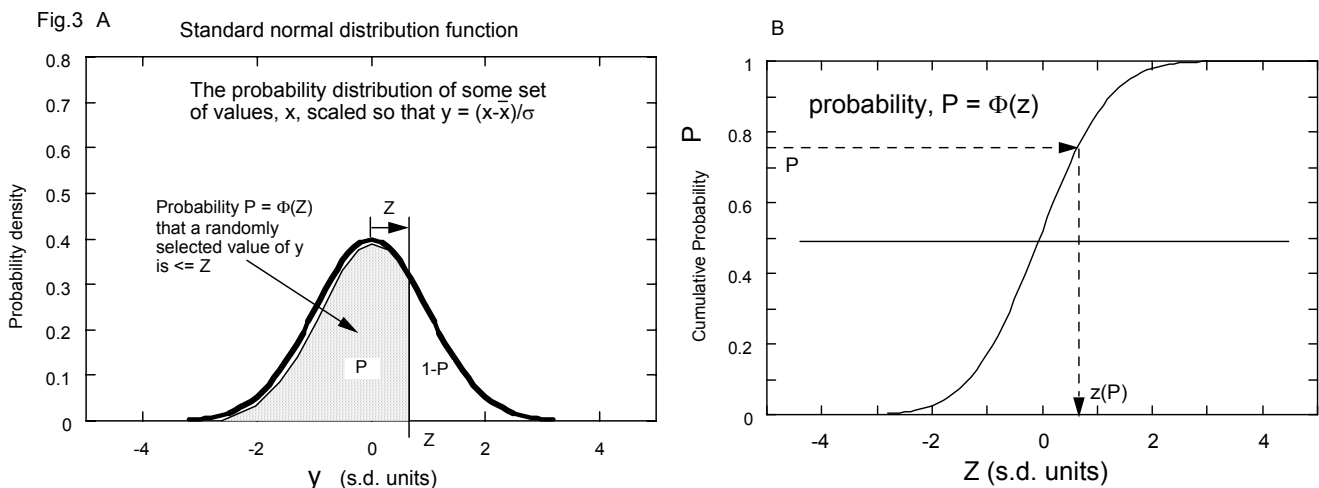 Fig.3 A
Standard normal distribution function
0.8
0.7
0.6
0.5
0.4
0.3
0.2
0.1
0
Probability density
The probability distribution of some set
of values, x, scaled so that y = (x-x̄)/σ
Probability P = Φ(Z)
that a randomly
selected value of y
is <= Z
Z
P
1-P
Z
-4
-2
0
2
4
y (s.d. units)
B
1
0.8
0.6
0.4
0.2
0
Cumulative Probability P
probability, P = Φ(z)
P
z(P)
-4
-2
0
2
4
Z (s.d. units)